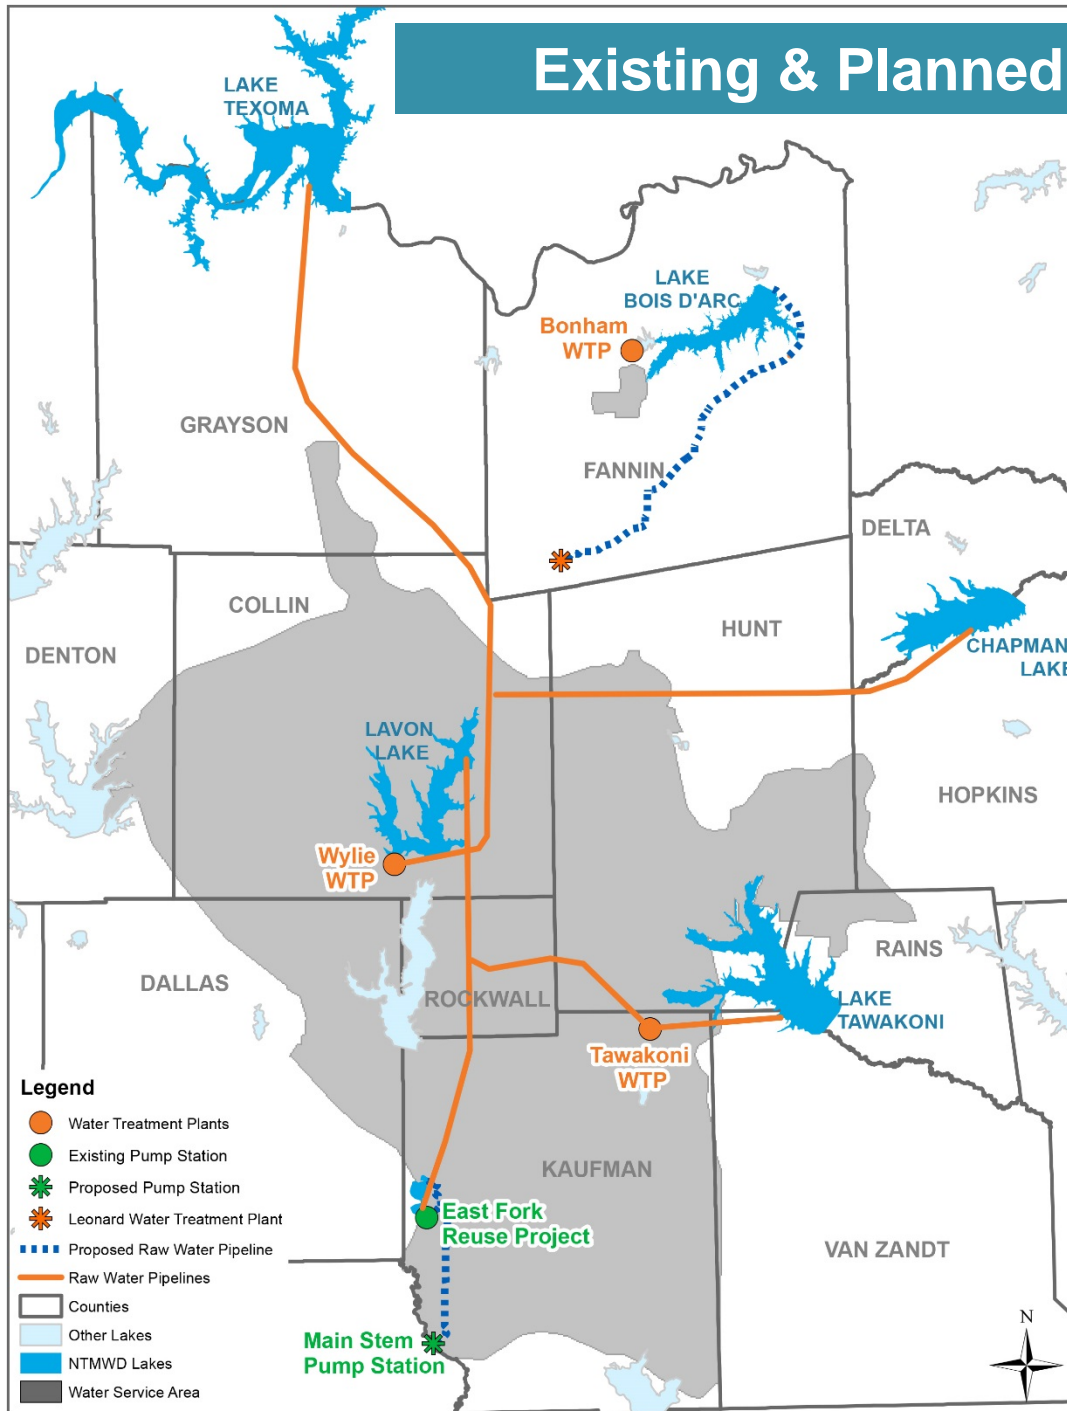 Existing & Planned
LAKE
TEXOMA
LAKE
BOIS D'ARC
Bonham
WTP
GRAYSON
FANNIN
DELTA
COLLIN
HUNT
DENTON
CHAPMAN
LAKE
LAVON
LAKE
HOPKINS
Wylie
WTP
RAINS
DALLAS
ROCKWALL
LAKE
TAWAKONI
Tawakoni
WTP
KAUFMAN
East Fork
Reuse Project
VAN ZANDT
Main Stem
Pump Station
N
Legend
Water Treatment Plants
Existing Pump Station
Proposed Pump Station
Leonard Water Treatment Plant
Proposed Raw Water Pipeline
Raw Water Pipelines
Counties
Other Lakes
NTMWD Lakes
Water Service Area